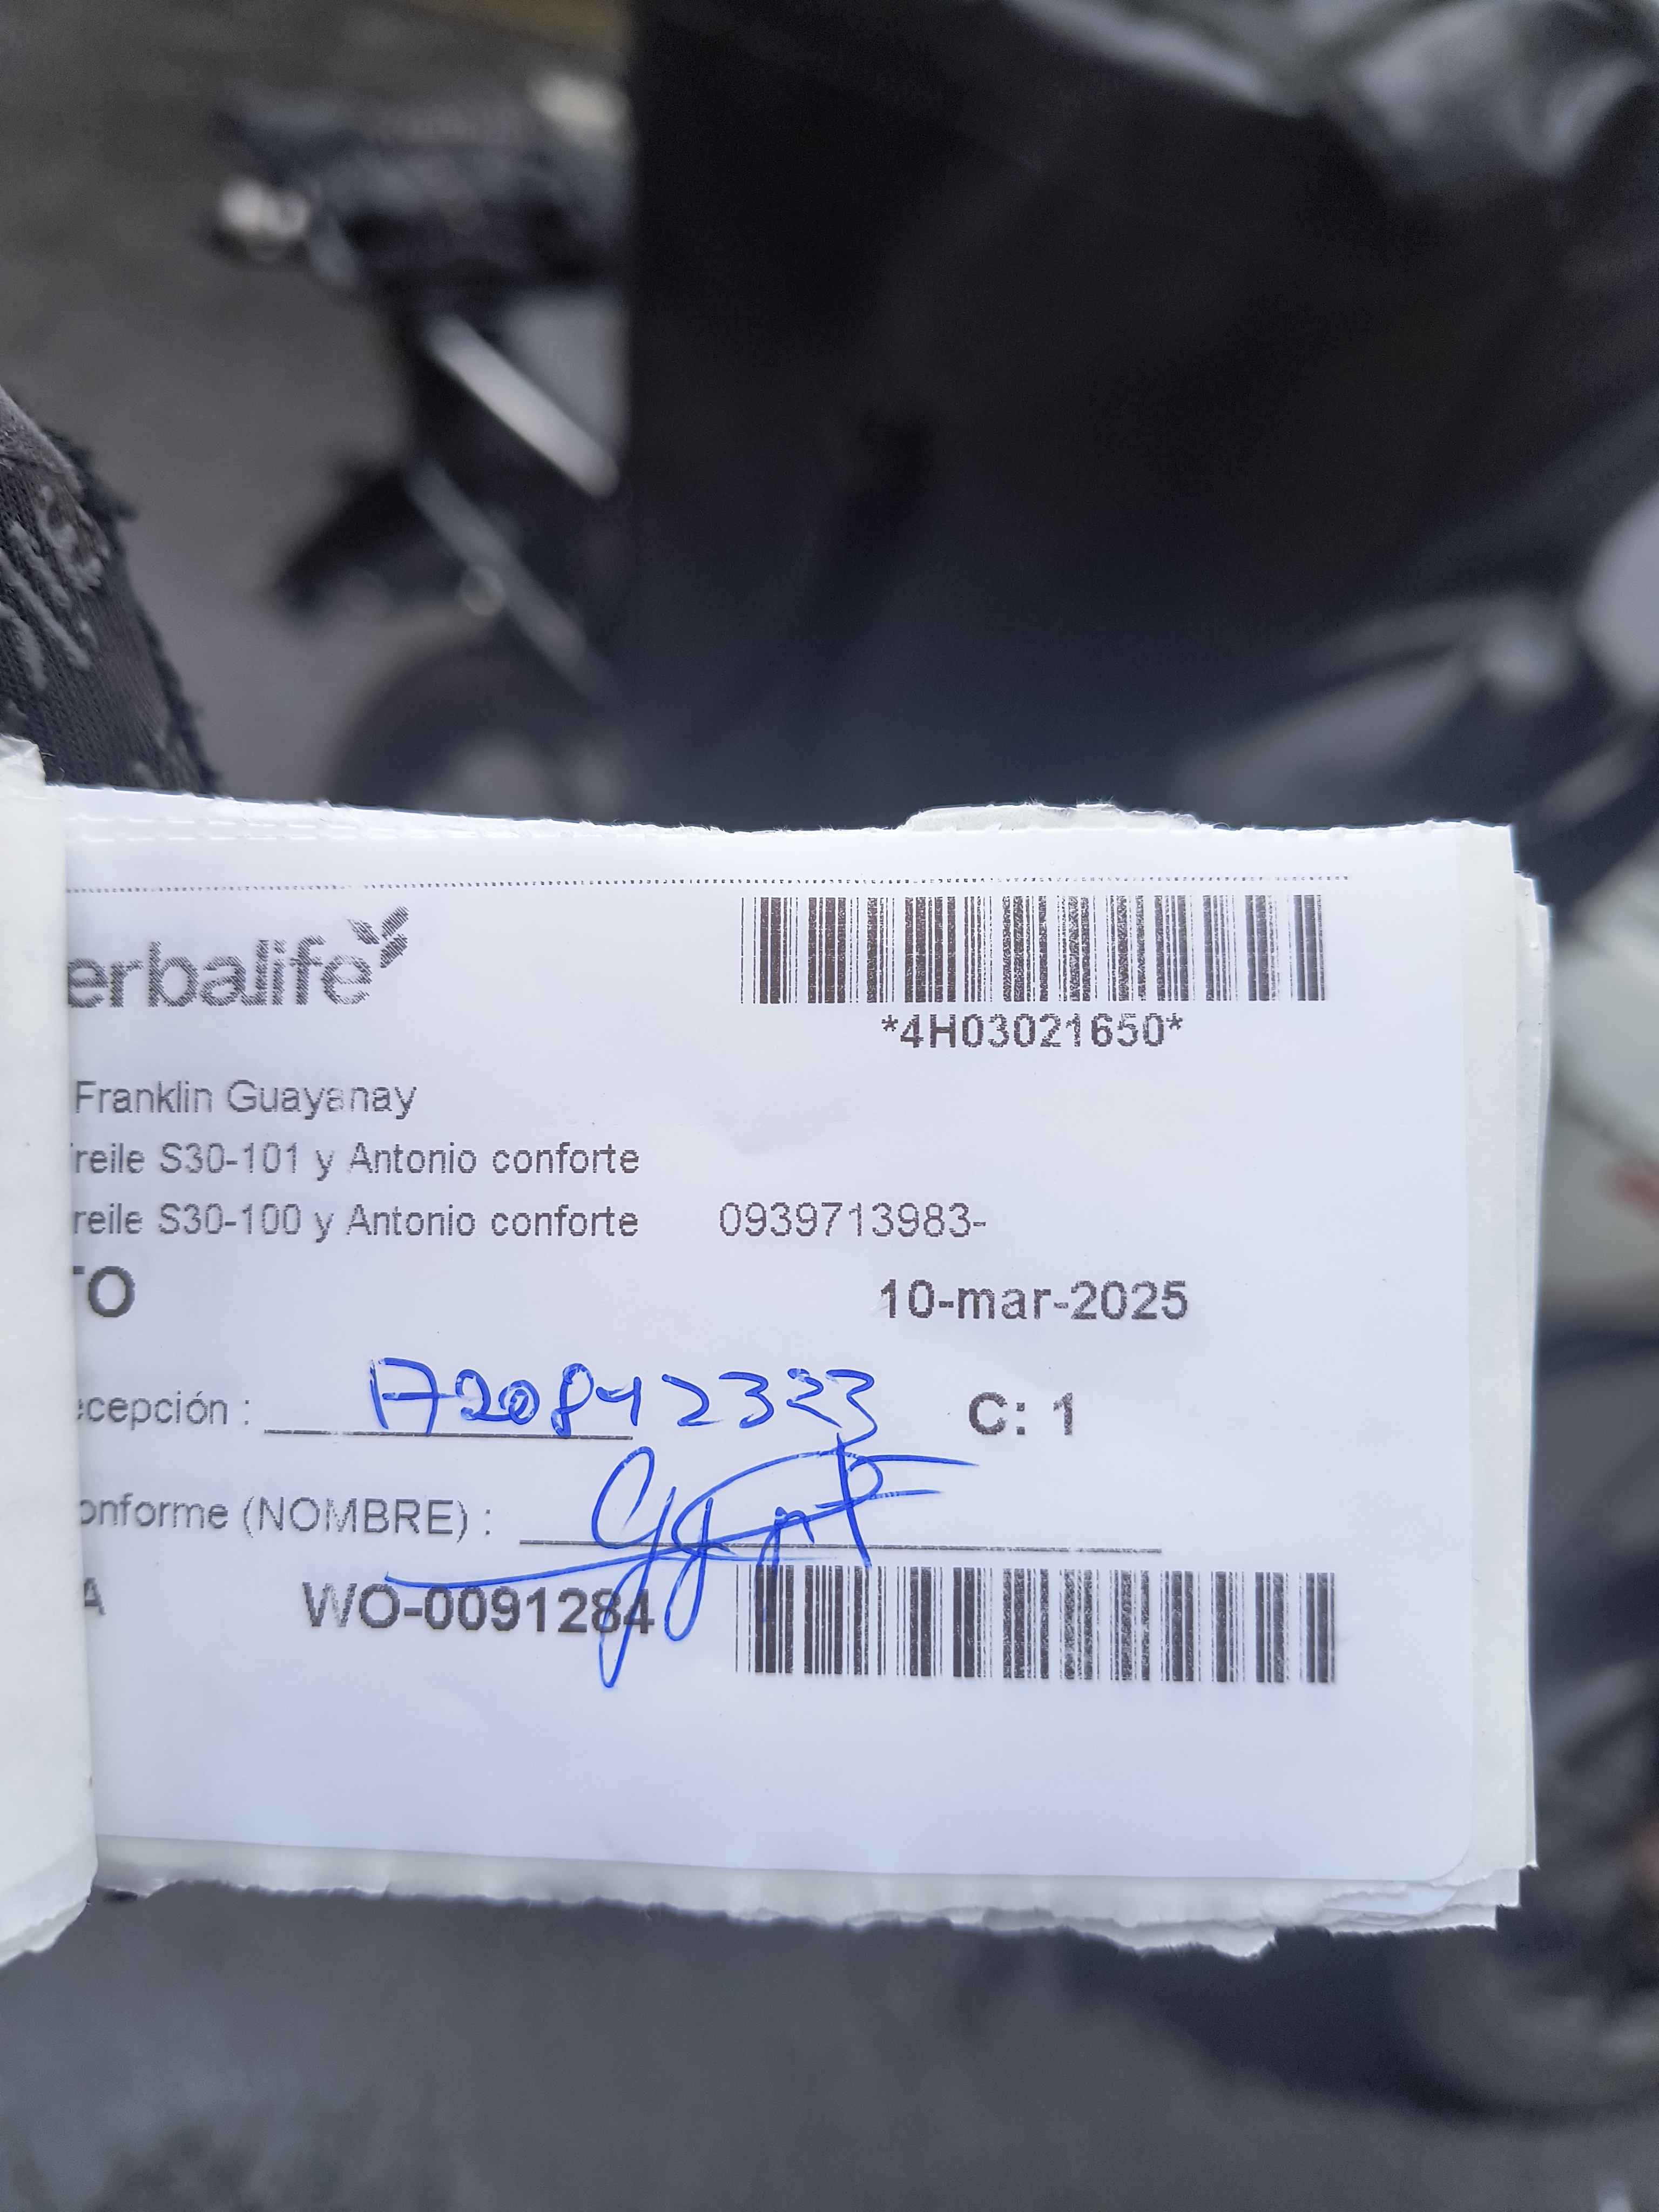 erbalife
*4H03021650*
Franklin Guayanay
reile S30-101 y Antonio conforte
reile S30-100 y Antonio conforte 0939713983-
TO 10-mar-2025
ecepción : 1720842323 C: 1
onforme (NOMBRE) :
A WO-0091284